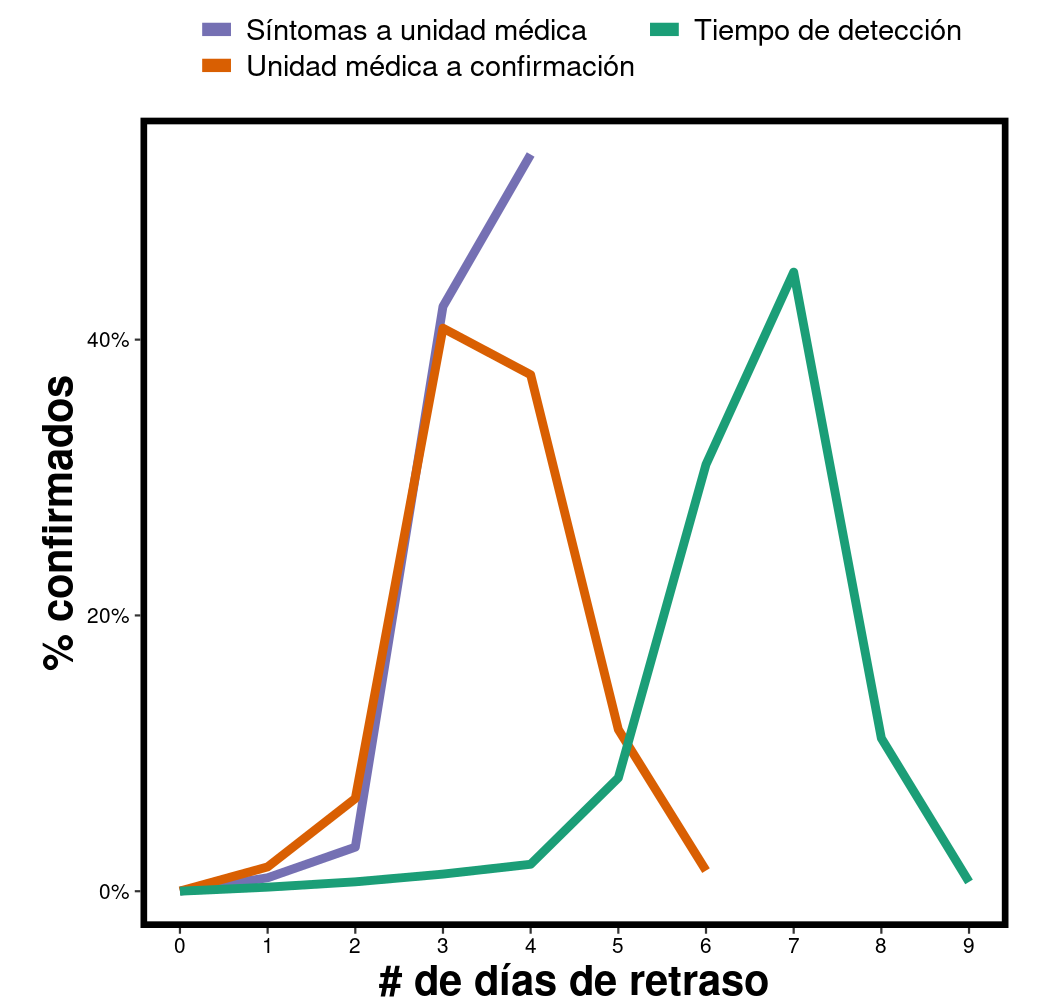 Síntomas a unidad médica
Tiempo de detección
Unidad médica a confirmación
% confirmados
40%
20%
0%
0 1 2 3 4 5 6 7 8 9
# de días de retraso